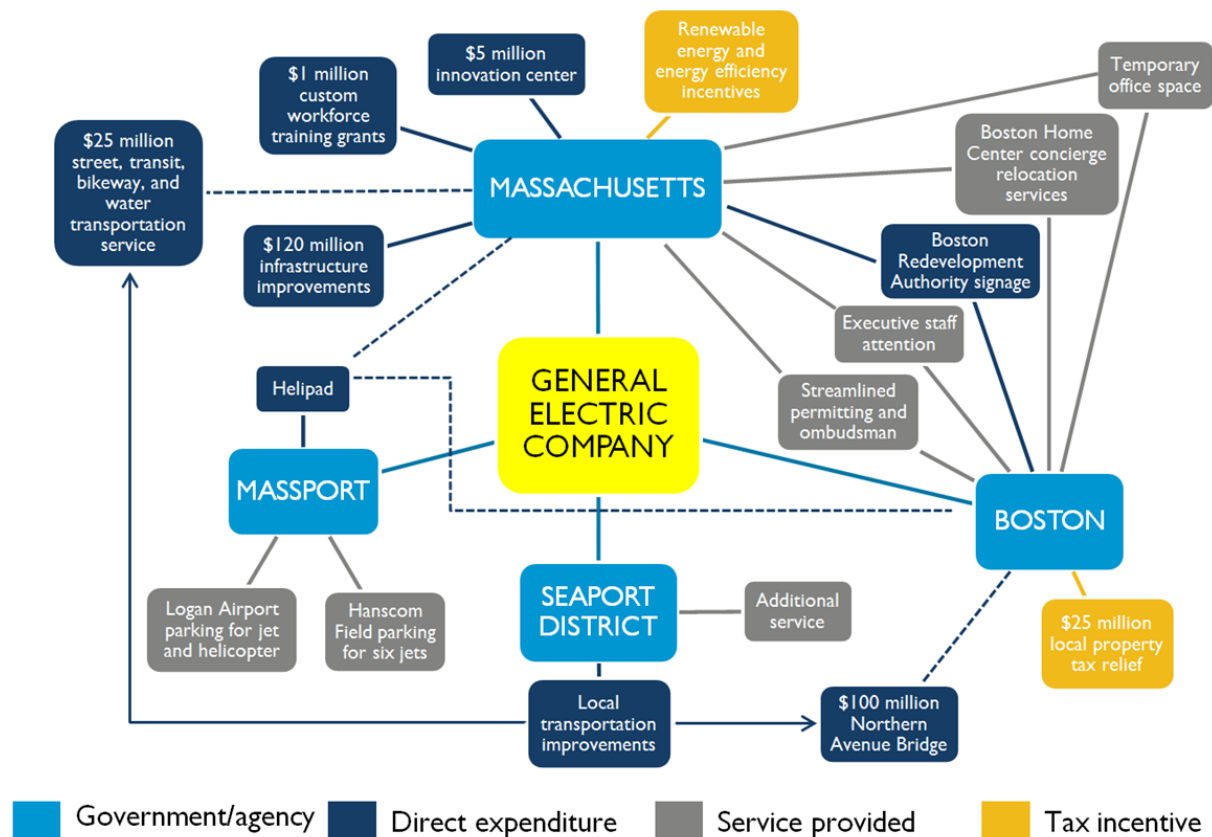 $5 million
innovation center
Renewable
energy and
energy efficiency
incentives
Temporary
office space
$1 million
custom
workforce
training grants
$25 million
street, transit,
bikeway, and
water
transportation
service
MASSACHUSETTS
Boston Home
Center concierge
relocation
services
$120 million
infrastructure
improvements
Boston
Redevelopment
Authority signage
Executive staff
attention
Helipad
GENERAL
ELECTRIC
COMPANY
Streamlined
permitting and
ombudsman
MASSPORT
BOSTON
Logan Airport
parking for jet
and helicopter
Hanscom
Field parking
for six jets
SEAPORT
DISTRICT
Additional
service
$25 million
local property
tax relief
Local
transportation
improvements
$100 million
Northern
Avenue Bridge
Government/agency
Direct expenditure
Service provided
Tax incentive